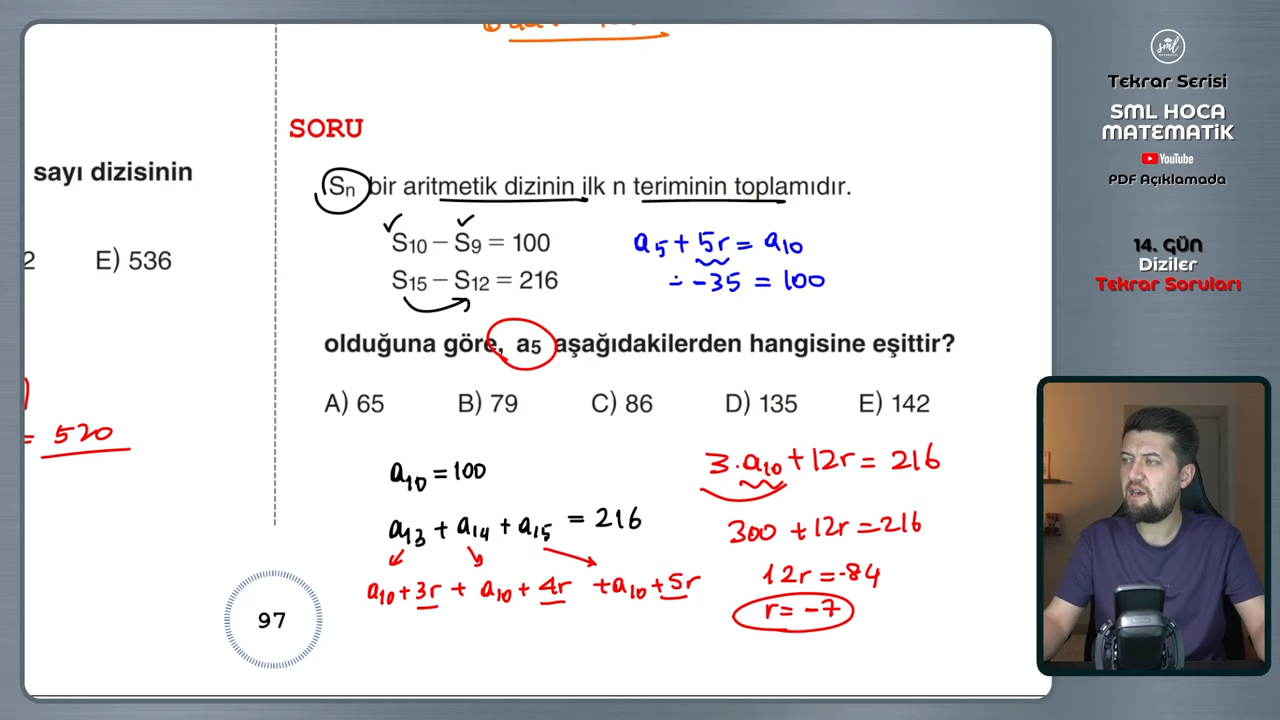 SORU
sayı dizisinin
Sn bir aritmetik dizinin ilk n teriminin toplamıdır.
S10 − S9 = 100
S15 − S12 = 216
a5 + 5r = a10
-35 = 100
E) 536
olduğuna göre, a5 aşağıdakilerden hangisine eşittir?
A) 65 B) 79 C) 86 D) 135 E) 142
= 520
a10 = 100
a13 + a14 + a15 = 216
a10 + 3r + a10 + 4r + a10 + 5r
3.a10 + 12r = 216
300 + 12r = 216
12r = -84
r = -7
97
sml
Tekrar Serisi
SML HOCA
MATEMATİK
YouTube
PDF Açıklamada
14. GÜN
Diziler
Tekrar Soruları